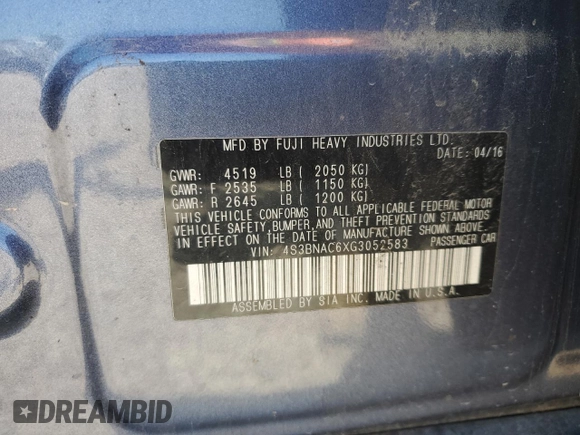 MFD BY FUJI HEAVY INDUSTRIES LTD.
DATE: 04/16
GVWR: 4519 LB ( 2050 KG)
GAWR: F 2535 LB ( 1150 KG)
GAWR: R 2645 LB ( 1200 KG)
THIS VEHICLE CONFORMS TO ALL APPLICABLE FEDERAL MOTOR
VEHICLE SAFETY, BUMPER, AND THEFT PREVENTION STANDARDS
IN EFFECT ON THE DATE OF MANUFACTURE SHOWN ABOVE.
VIN: 4S3BNAC6XG3052583 PASSENGER CAR
ASSEMBLED BY SIA INC. MADE IN U.S.A.
DREAMBID